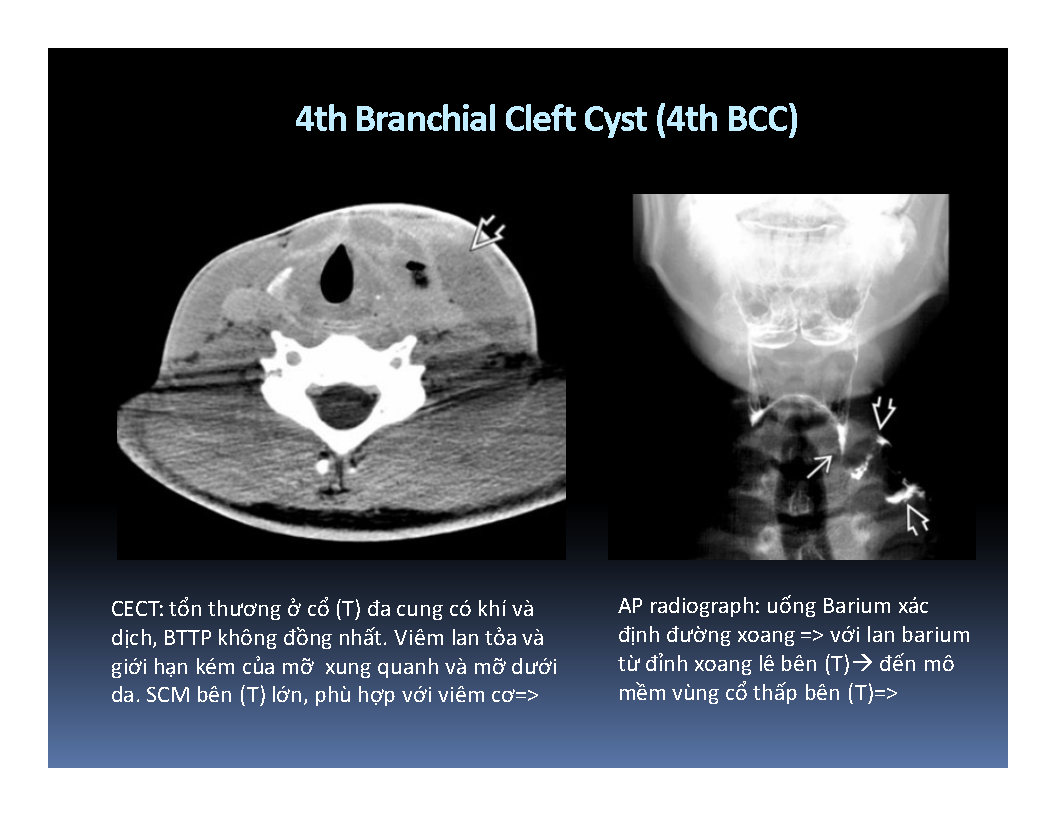 4th Branchial Cleft Cyst (4th BCC)
CECT: tổn thương ở cổ (T) đa cung có khí và
dịch, BTTP không đồng nhất. Viêm lan tỏa và
giới hạn kém của mỡ xung quanh và mỡ dưới
da. SCM bên (T) lớn, phù hợp với viêm cơ=>
AP radiograph: uống Barium xác
định đường xoang => với lan barium
từ đỉnh xoang lê bên (T)→ đến mô
mềm vùng cổ thấp bên (T)=>